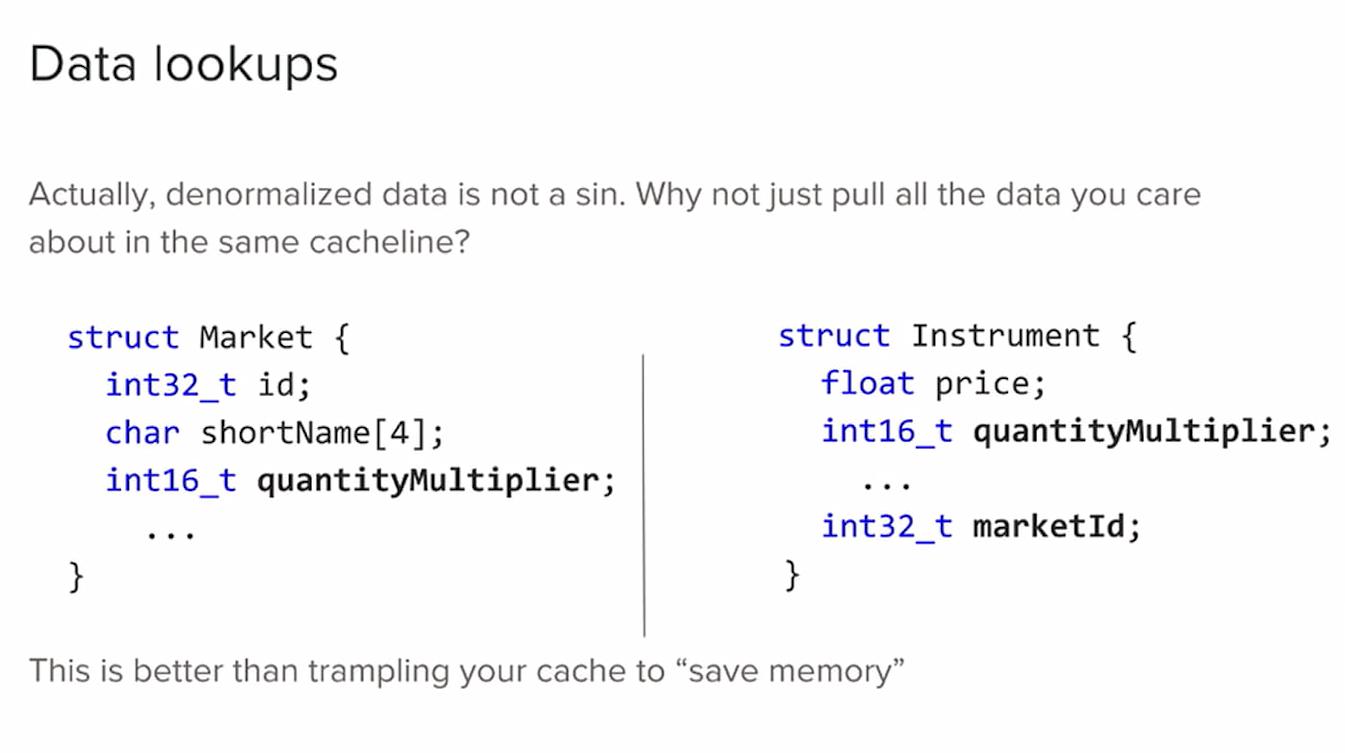 Data lookups
Actually, denormalized data is not a sin. Why not just pull all the data you care
about in the same cacheline?
struct Market {
int32_t id;
char shortName[4];
int16_t quantityMultiplier;
...
}
struct Instrument {
float price;
int16_t quantityMultiplier;
...
int32_t marketId;
}
This is better than trampling your cache to “save memory”